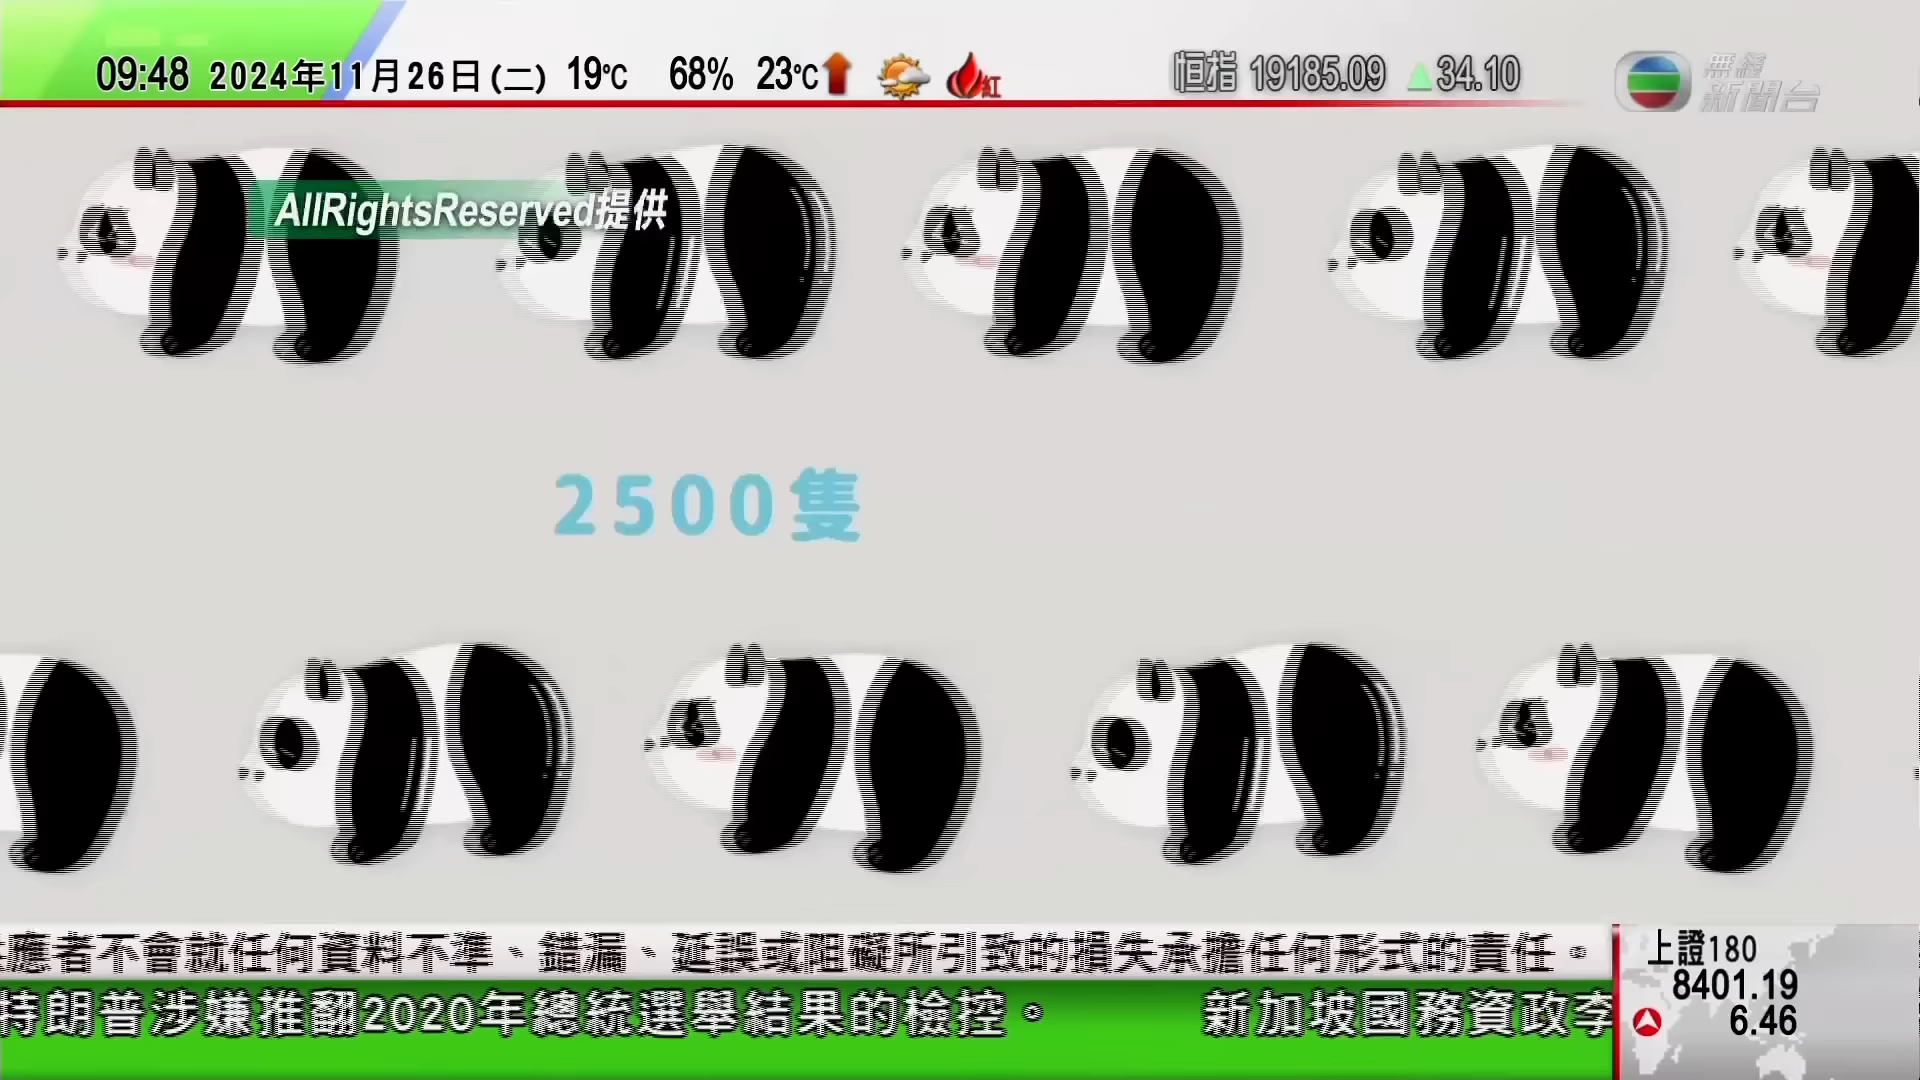 09:48 2024年11月26日(二) 19℃ 68% 23℃ 紅 恒指 19185.09 34.10
無綫新聞台
AllRightsReserved提供
2500隻
應者不會就任何資料不準、錯漏、延誤或阻礙所引致的損失承擔任何形式的責任。
特朗普涉嫌推翻2020年總統選舉結果的檢控。 新加坡國務資政李
上證180
8401.19
6.46